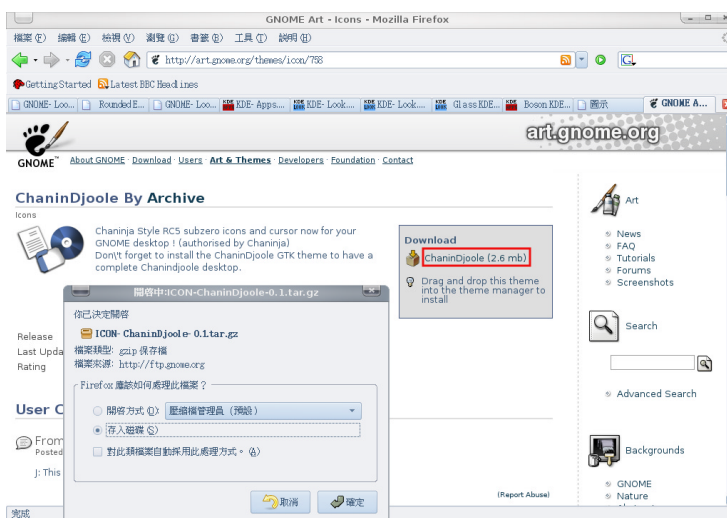 GNOME Art - Icons - Mozilla Firefox
檔案(F) 編輯(E) 檢視(V) 瀏覽(G) 書籤(B) 工具(T) 說明(H)
http://art.gnome.org/themes/icon/758
Getting Started Latest BBC Headlines
GNOME- Loo... Rounded E... GNOME- Loo... KDE- Apps.... KDE- Look.... KDE- Look.... GlassKDE... Boson KDE... 圖示 GNOME A...
art.gnome.org
GNOME™ About GNOME · Download · Users · Art & Themes · Developers · Foundation · Contact
ChaninDjoole By Archive
Icons
Chaninja Style RC5 subzero icons and cursor now for your
GNOME desktop ! (authorised by Chaninja)
Don\'t forget to install the ChaninDjoole GTK theme to have a
complete Chanindjoole desktop.
Download
ChaninDjoole (2.6 mb)
Drag and drop this theme
into the theme manager to
install
Release
Last Upda
Rating
User C
From
Posted
J: This
開啓中:ICON-ChaninDjoole-0.1.tar.gz
你已決定開啓
ICON- ChaninDjoole- 0.1.tar.gz
檔案類型: gzip 保存檔
檔案來源: http://ftp.gnome.org
Firefox 應該如何處理此檔案？
開啓方式(O): 壓縮檔管理員 (預設)
存入磁碟(S)
對此類檔案自動採用此處理方式。(A)
取消 確定
(Report Abuse)
Art
News
FAQ
Tutorials
Forums
Screenshots
Search
Advanced Search
Backgrounds
GNOME
Nature
完成